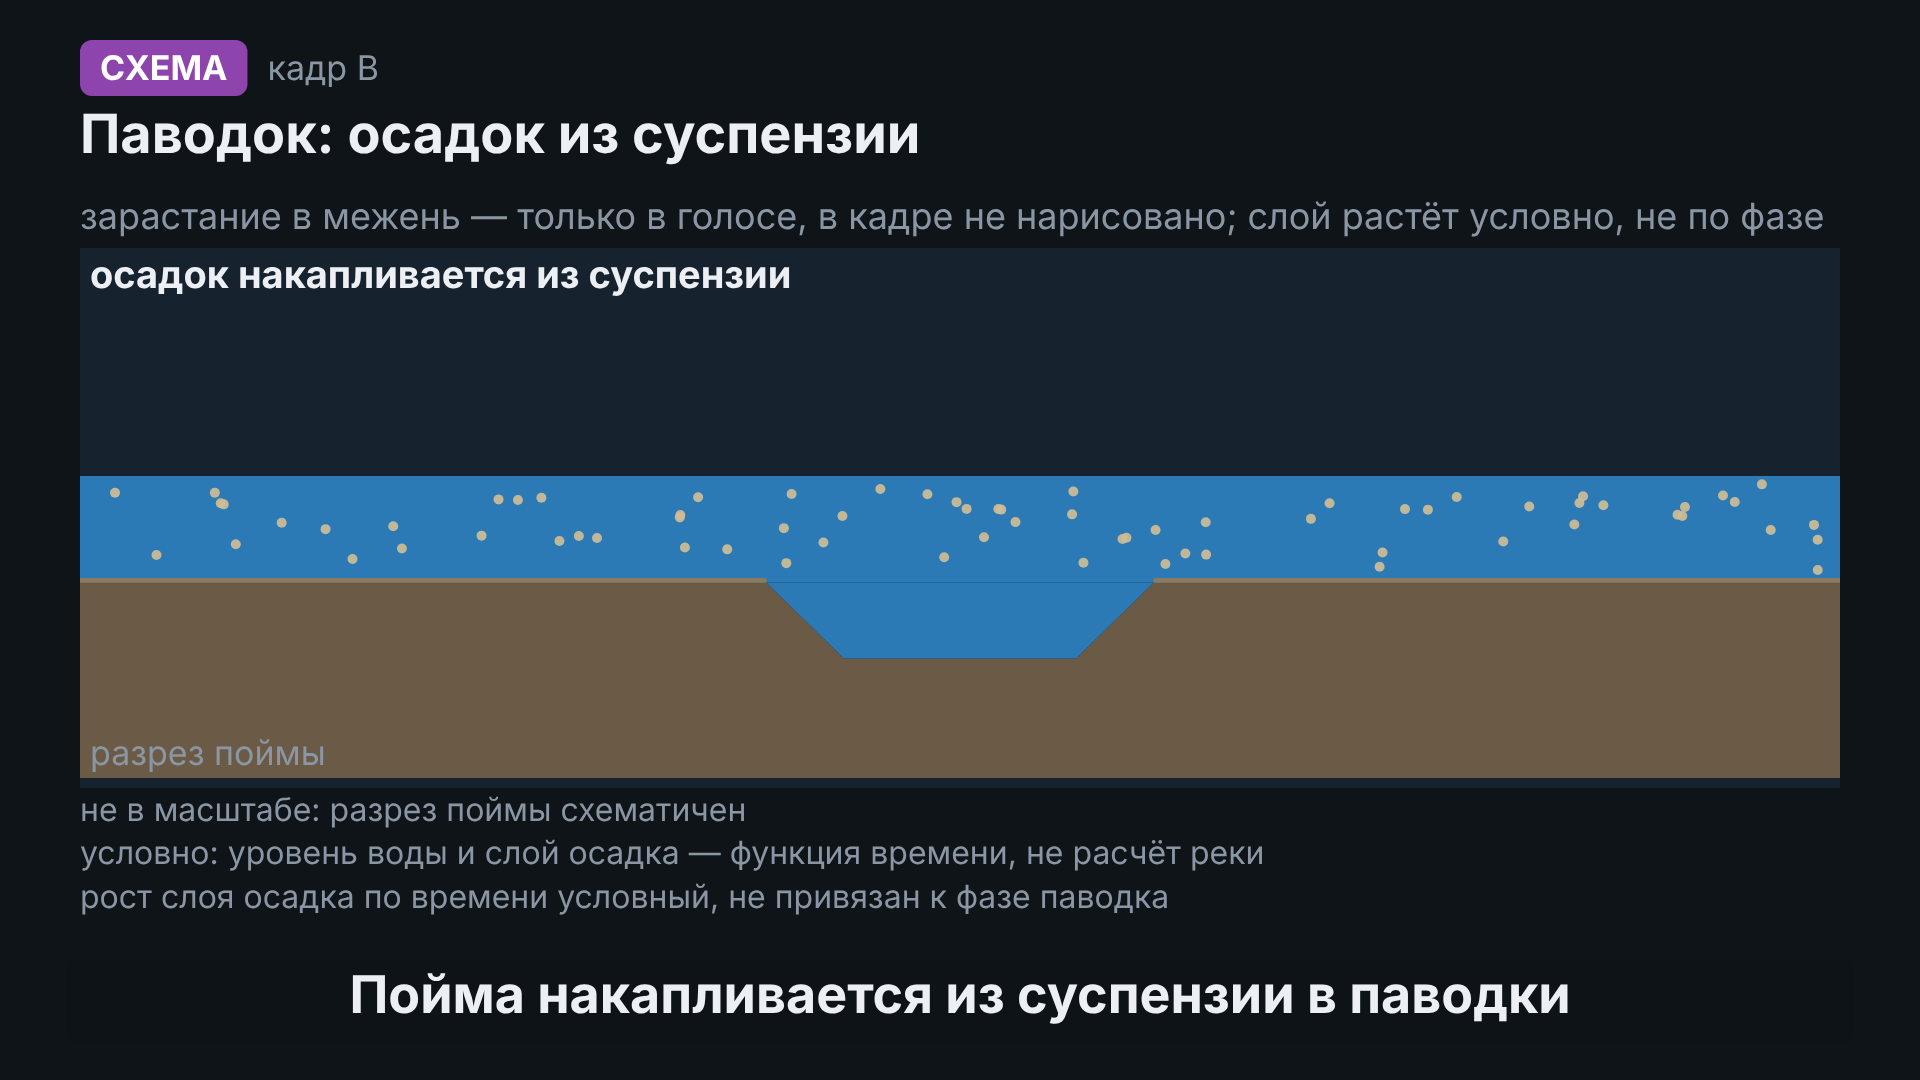 СХЕМА кадр B
Паводок: осадок из суспензии
зарастание в межень — только в голосе, в кадре не нарисовано; слой растёт условно, не по фазе
осадок накапливается из суспензии
разрез поймы
не в масштабе: разрез поймы схематичен
условно: уровень воды и слой осадка — функция времени, не расчёт реки
рост слоя осадка по времени условный, не привязан к фазе паводка
Пойма накапливается из суспензии в паводки